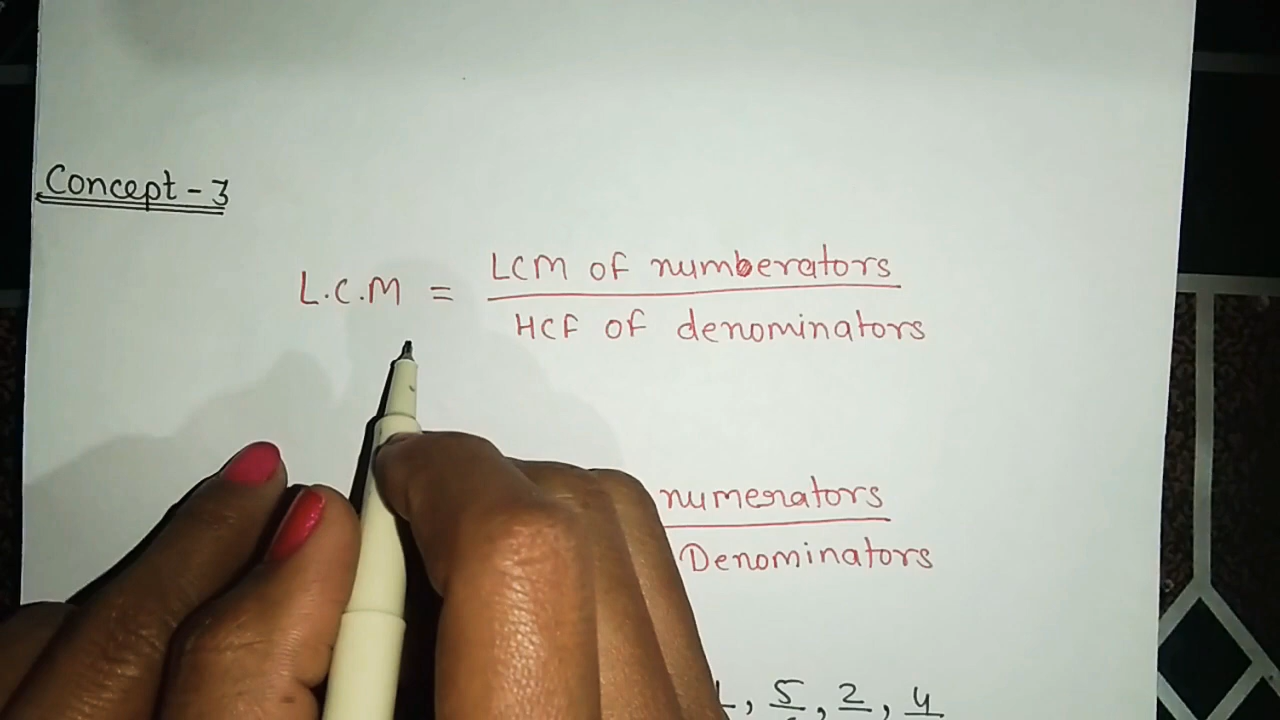 Concept - 3
L.C.M = LCM of numberators
HCF of denominators
numerators
Denominators
, 5, 2, 4